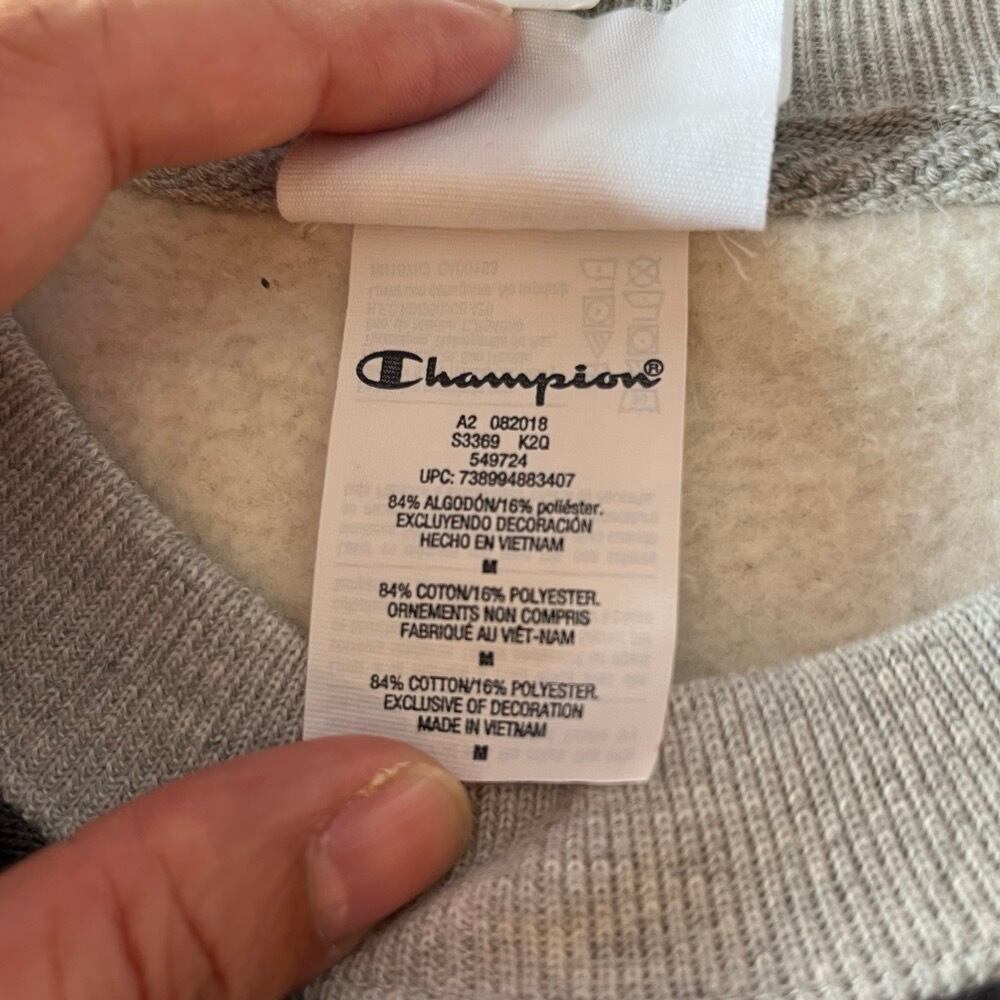 Champion®
A2 082018
S3369 K2Q
549724
UPC: 738994883407
84% ALGODÓN/16% poliéster.
EXCLUYENDO DECORACIÓN
HECHO EN VIETNAM
M
84% COTON/16% POLYESTER.
ORNEMENTS NON COMPRIS
FABRIQUÉ AU VIÊT-NAM
M
84% COTTON/16% POLYESTER.
EXCLUSIVE OF DECORATION
MADE IN VIETNAM
M